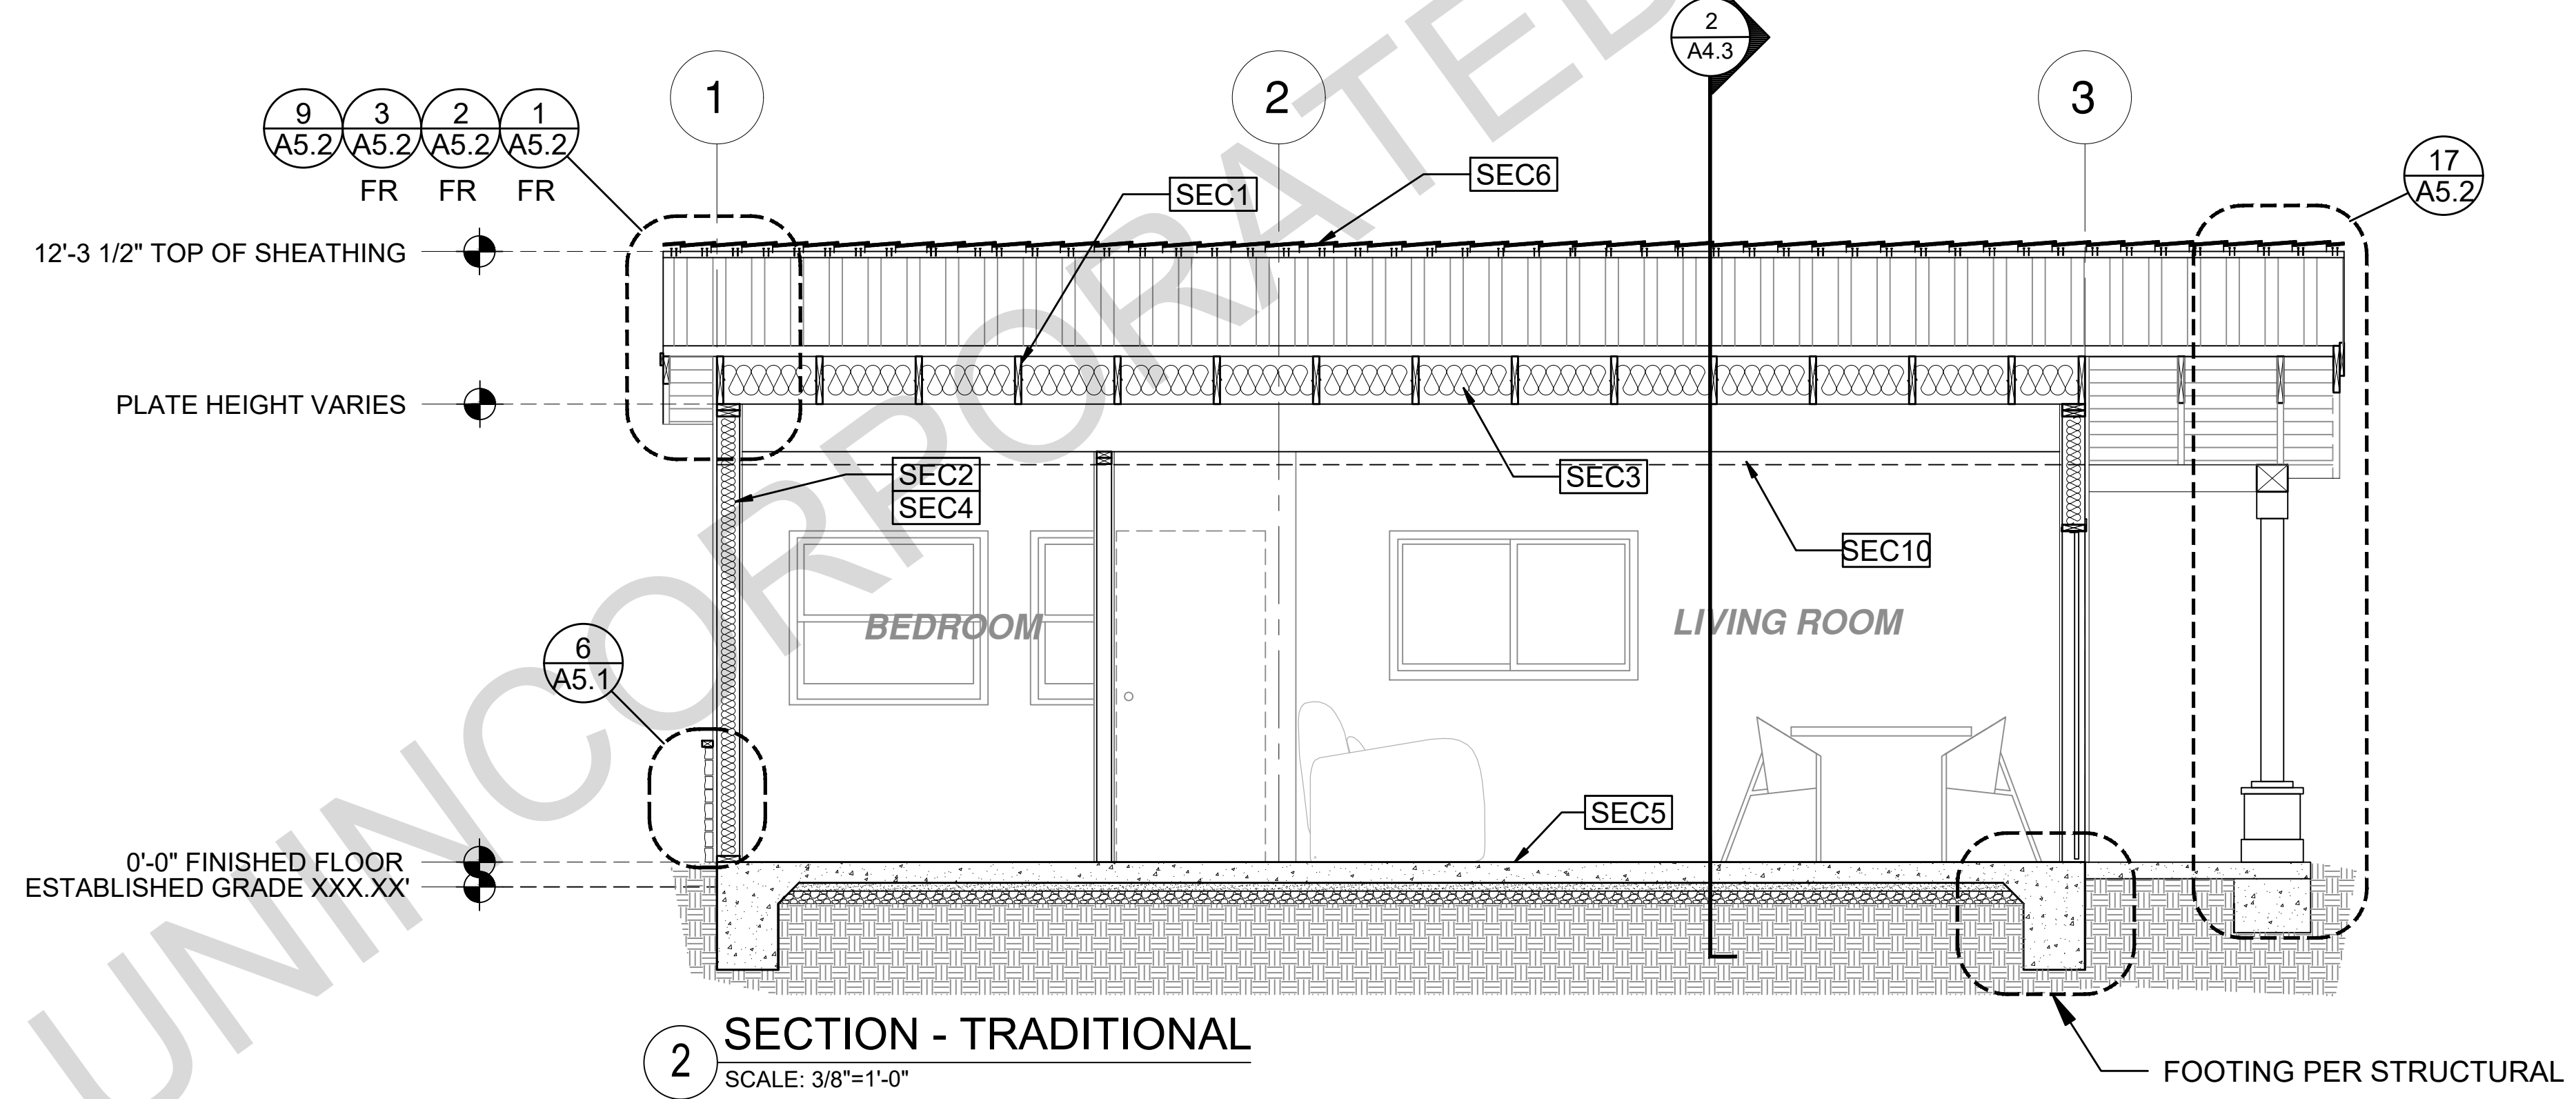 2
A4.3
1
2
3
9
A5.2
3
A5.2
2
A5.2
1
A5.2
FR
FR
FR
17
A5.2
SEC6
SEC1
12'-3 1/2" TOP OF SHEATHING
PLATE HEIGHT VARIES
SEC2
SEC4
SEC3
SEC10
BEDROOM
LIVING ROOM
6
A5.1
SEC5
0'-0" FINISHED FLOOR
ESTABLISHED GRADE XXX.XX'
2
SECTION - TRADITIONAL
SCALE: 3/8"=1'-0"
FOOTING PER STRUCTURAL
UNINCORPORATED